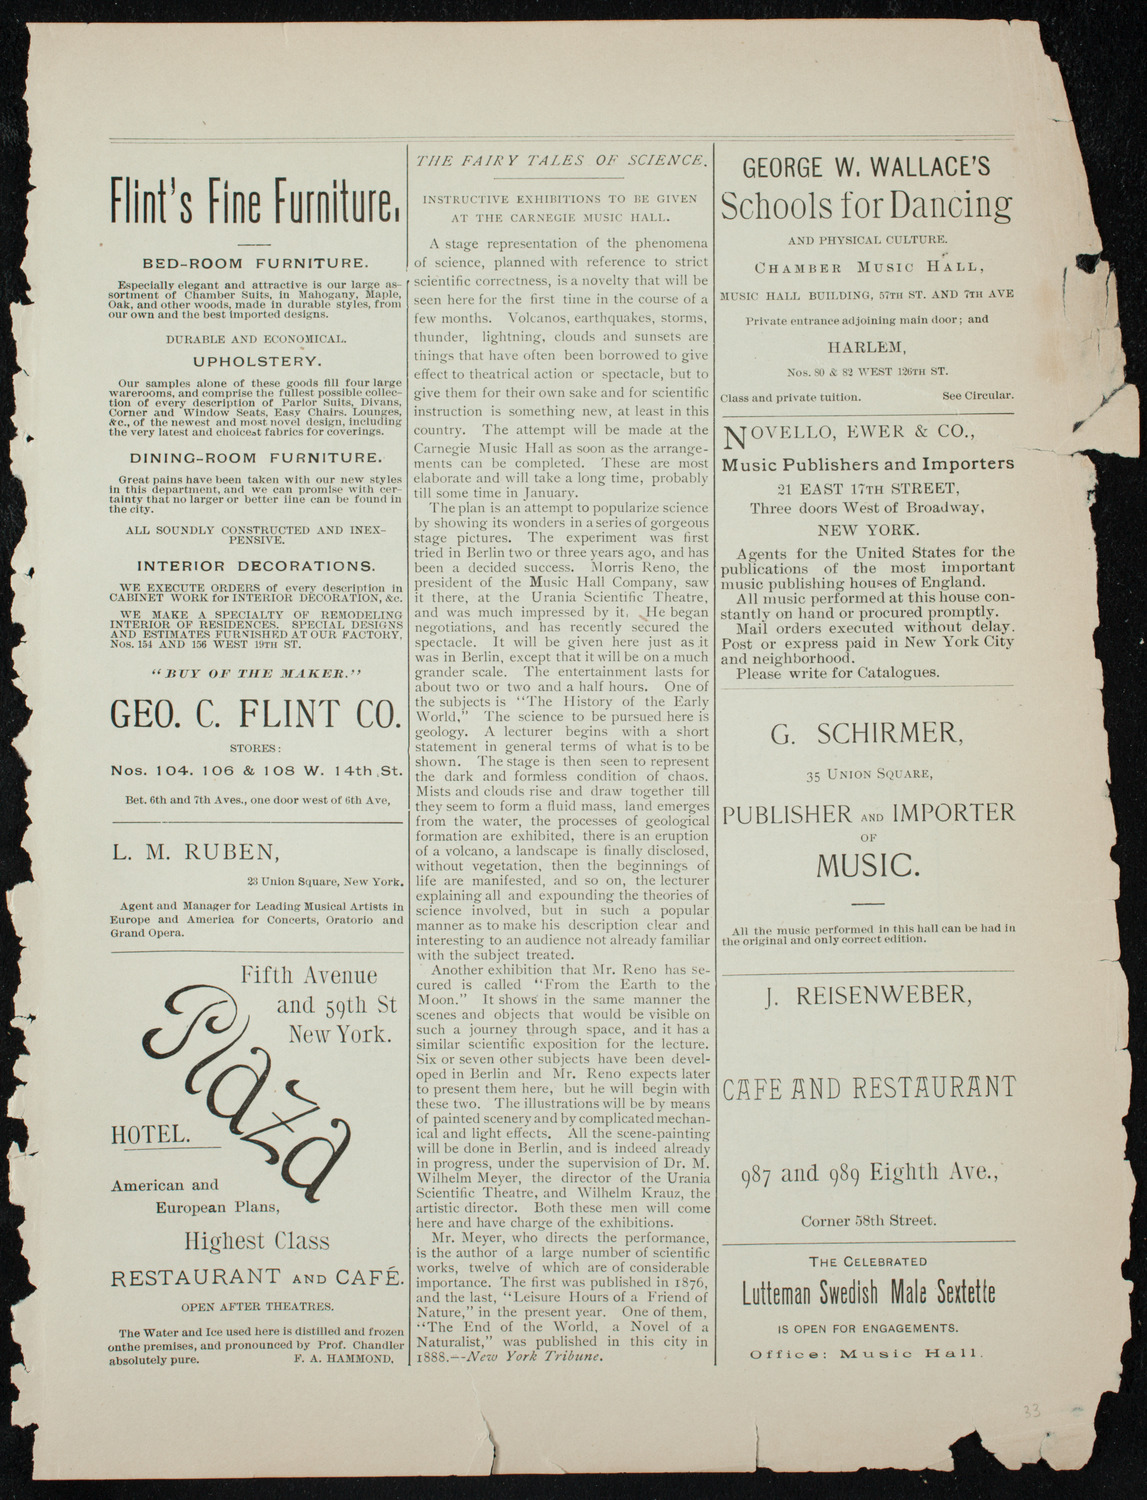 Flint's Fine Furniture.
BED-ROOM FURNITURE.
Especially elegant and attractive is our large as-
sortment of Chamber Suits, in Mahogany, Maple,
Oak, and other woods, made in durable styles, from
our own and the best imported designs.
DURABLE AND ECONOMICAL.
UPHOLSTERY.
Our samples alone of these goods fill four large
warerooms, and comprise the fullest possible collec-
tion of every description of Parlor Suits, Divans,
Corner and Window Seats, Easy Chairs. Lounges,
&c., of the newest and most novel design, including
the very latest and choicest fabrics for coverings.
DINING-ROOM FURNITURE.
Great pains have been taken with our new styles
in this department, and we can promise with cer-
tainty that no larger or better line can be found in
the city.
ALL SOUNDLY CONSTRUCTED AND INEX-
PENSIVE.
INTERIOR DECORATIONS.
WE EXECUTE ORDERS of every description in
CABINET WORK for INTERIOR DECORATION, &c.
WE MAKE A SPECIALTY OF REMODELING
INTERIOR OF RESIDENCES. SPECIAL DESIGNS
AND ESTIMATES FURNISHED AT OUR FACTORY,
Nos. 154 AND 156 WEST 19TH ST.
"BUY OF THE MAKER."
GEO. C. FLINT CO.
STORES:
Nos. 104. 106 & 108 W. 14th St.
Bet. 6th and 7th Aves., one door west of 6th Ave,
L. M. RUBEN,
23 Union Square, New York.
Agent and Manager for Leading Musical Artists in
Europe and America for Concerts, Oratorio and
Grand Opera.
Fifth Avenue
and 59th St
New York.
Plaza
HOTEL.
American and
European Plans,
Highest Class
RESTAURANT AND CAFÉ.
OPEN AFTER THEATRES.
The Water and Ice used here is distilled and frozen
onthe premises, and pronounced by Prof. Chandler
absolutely pure. F. A. HAMMOND.
THE FAIRY TALES OF SCIENCE.
INSTRUCTIVE EXHIBITIONS TO BE GIVEN
AT THE CARNEGIE MUSIC HALL.
A stage representation of the phenomena
of science, planned with reference to strict
scientific correctness, is a novelty that will be
seen here for the first time in the course of a
few months. Volcanos, earthquakes, storms,
thunder, lightning, clouds and sunsets are
things that have often been borrowed to give
effect to theatrical action or spectacle, but to
give them for their own sake and for scientific
instruction is something new, at least in this
country. The attempt will be made at the
Carnegie Music Hall as soon as the arrange-
ments can be completed. These are most
elaborate and will take a long time, probably
till some time in January.
The plan is an attempt to popularize science
by showing its wonders in a series of gorgeous
stage pictures. The experiment was first
tried in Berlin two or three years ago, and has
been a decided success. Morris Reno, the
president of the Music Hall Company, saw
it there, at the Urania Scientific Theatre,
and was much impressed by it. He began
negotiations, and has recently secured the
spectacle. It will be given here just as it
was in Berlin, except that it will be on a much
grander scale. The entertainment lasts for
about two or two and a half hours. One of
the subjects is "The History of the Early
World," The science to be pursued here is
geology. A lecturer begins with a short
statement in general terms of what is to be
shown. The stage is then seen to represent
the dark and formless condition of chaos.
Mists and clouds rise and draw together till
they seem to form a fluid mass, land emerges
from the water, the processes of geological
formation are exhibited, there is an eruption
of a volcano, a landscape is finally disclosed,
without vegetation, then the beginnings of
life are manifested, and so on, the lecturer
explaining all and expounding the theories of
science involved, but in such a popular
manner as to make his description clear and
interesting to an audience not already familiar
with the subject treated.
Another exhibition that Mr. Reno has se-
cured is called "From the Earth to the
Moon." It shows in the same manner the
scenes and objects that would be visible on
such a journey through space, and it has a
similar scientific exposition for the lecture.
Six or seven other subjects have been devel-
oped in Berlin and Mr. Reno expects later
to present them here, but he will begin with
these two. The illustrations will be by means
of painted scenery and by complicated mechan-
ical and light effects. All the scene-painting
will be done in Berlin, and is indeed already
in progress, under the supervision of Dr. M.
Wilhelm Meyer, the director of the Urania
Scientific Theatre, and Wilhelm Krauz, the
artistic director. Both these men will come
here and have charge of the exhibitions.
Mr. Meyer, who directs the performance,
is the author of a large number of scientific
works, twelve of which are of considerable
importance. The first was published in 1876,
and the last, "Leisure Hours of a Friend of
Nature," in the present year. One of them,
"The End of the World, a Novel of a
Naturalist," was published in this city in
1888.--New York Tribune.
GEORGE W. WALLACE'S
Schools for Dancing
AND PHYSICAL CULTURE.
CHAMBER MUSIC HALL,
MUSIC HALL BUILDING, 57TH ST. AND 7TH AVE
Private entrance adjoining main door; and
HARLEM,
Nos. 80 & 82 WEST 126TH ST.
Class and private tuition. See Circular.
NOVELLO, EWER & CO.,
Music Publishers and Importers
21 EAST 17TH STREET,
Three doors West of Broadway,
NEW YORK.
Agents for the United States for the
publications of the most important
music publishing houses of England.
All music performed at this house con-
stantly on hand or procured promptly.
Mail orders executed without delay.
Post or express paid in New York City
and neighborhood.
Please write for Catalogues.
G. SCHIRMER,
35 UNION SQUARE,
PUBLISHER AND IMPORTER
OF
MUSIC.
All the music performed in this hall can be had in
the original and only correct edition.
J. REISENWEBER,
CAFE AND RESTAURANT
987 and 989 Eighth Ave.,
Corner 58th Street.
THE CELEBRATED
Lutteman Swedish Male Sextette
IS OPEN FOR ENGAGEMENTS.
Office: Music Hall.
33